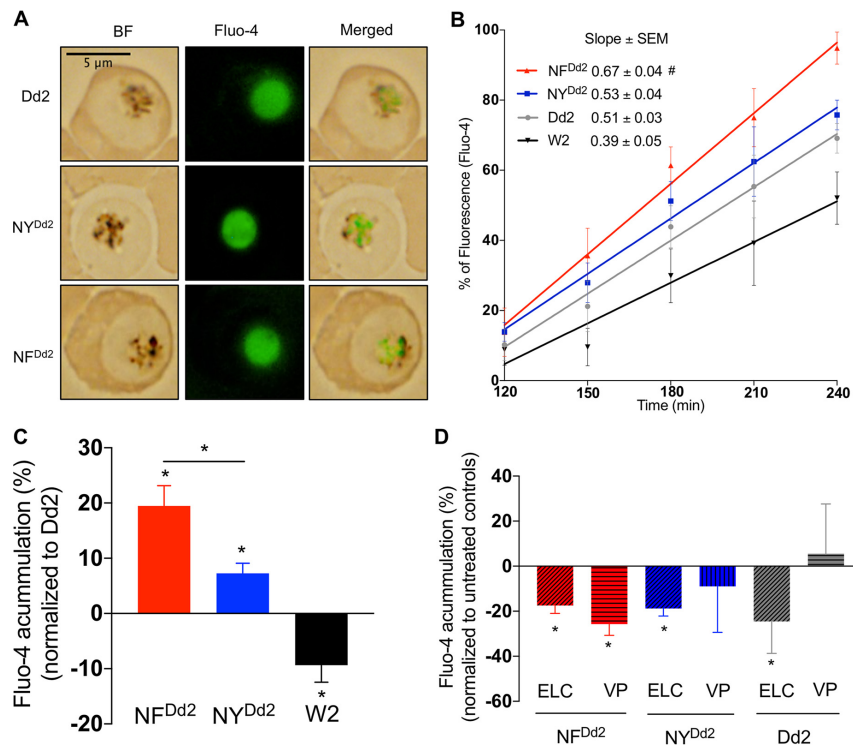 A
BF
Fluo-4
Merged
5 µm
Dd2
NY^Dd2
NF^Dd2
B
Slope ± SEM
NF^Dd2 0.67 ± 0.04 #
NY^Dd2 0.53 ± 0.04
Dd2 0.51 ± 0.03
W2 0.39 ± 0.05
% of Fluorescence (Fluo-4)
100
80
60
40
20
0
120 150 180 210 240
Time (min)
C
Fluo-4 acummulation (%)
(normalized to Dd2)
30
20
10
0
-10
-20
*
*
*
*
NF^Dd2 NY^Dd2 W2
D
Fluo-4 acummulation (%)
(normalized to untreated controls)
40
20
0
-20
-40
-60
* * * *
ELC VP ELC VP ELC VP
NF^Dd2 NY^Dd2 Dd2